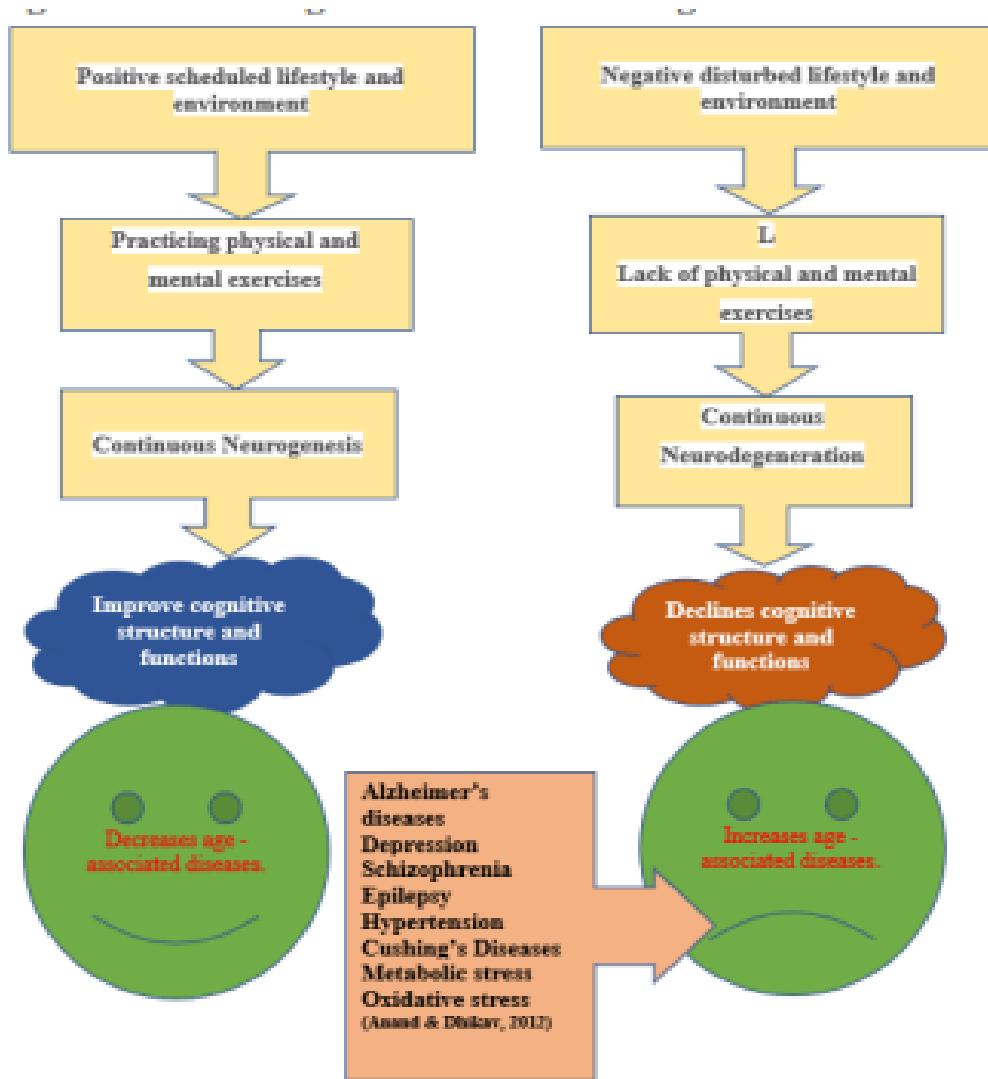 Positive scheduled lifestyle and
environment
Practicing physical and
mental exercises
Continuous Neurogenesis
Improve cognitive
structure and
functions
Decreases age -
associated diseases.
Negative disturbed lifestyle and
environment
L
Lack of physical and mental
exercises
Continuous
Neurodegeneration
Declines cognitive
structure and
functions
Increases age -
associated diseases.
Alzheimer's
diseases
Depression
Schizophrenia
Epilepsy
Hypertension
Cushing's Diseases
Metabolic stress
Oxidative stress
(Anand & Dhikav, 2012)